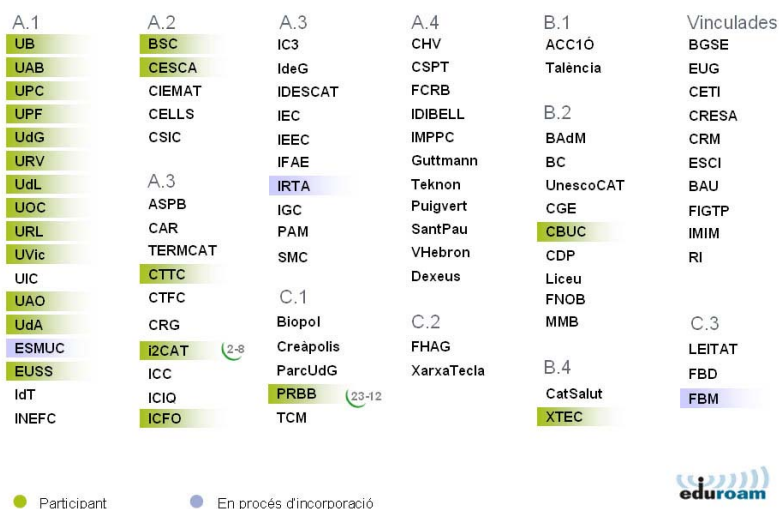 A.1
UB
UAB
UPC
UPF
UdG
URV
UdL
UOC
URL
UVic
UIC
UAO
UdA
ESMUC
EUSS
IdT
INEFC
A.2
BSC
CESCA
CIEMAT
CELLS
CSIC
A.3
ASPB
CAR
TERMCAT
CTTC
CTFC
CRG
i2CAT 2-8
ICC
ICIQ
ICFO
A.3
IC3
IdeG
IDESCAT
IEC
IEEC
IFAE
IRTA
IGC
PAM
SMC
C.1
Biopol
Creàpolis
ParcUdG
PRBB 23-12
TCM
A.4
CHV
CSPT
FCRB
IDIBELL
IMPPC
Guttmann
Teknon
Puigvert
SantPau
VHebron
Dexeus
C.2
FHAG
XarxaTecla
B.1
ACC1Ó
Talència
B.2
BAdM
BC
UnescoCAT
CGE
CBUC
CDP
Liceu
FNOB
MMB
B.4
CatSalut
XTEC
Vinculades
BGSE
EUG
CETI
CRESA
CRM
ESCI
BAU
FIGTP
IMIM
RI
C.3
LEITAT
FBD
FBM
Participant
En procés d'incorporació
eduroam